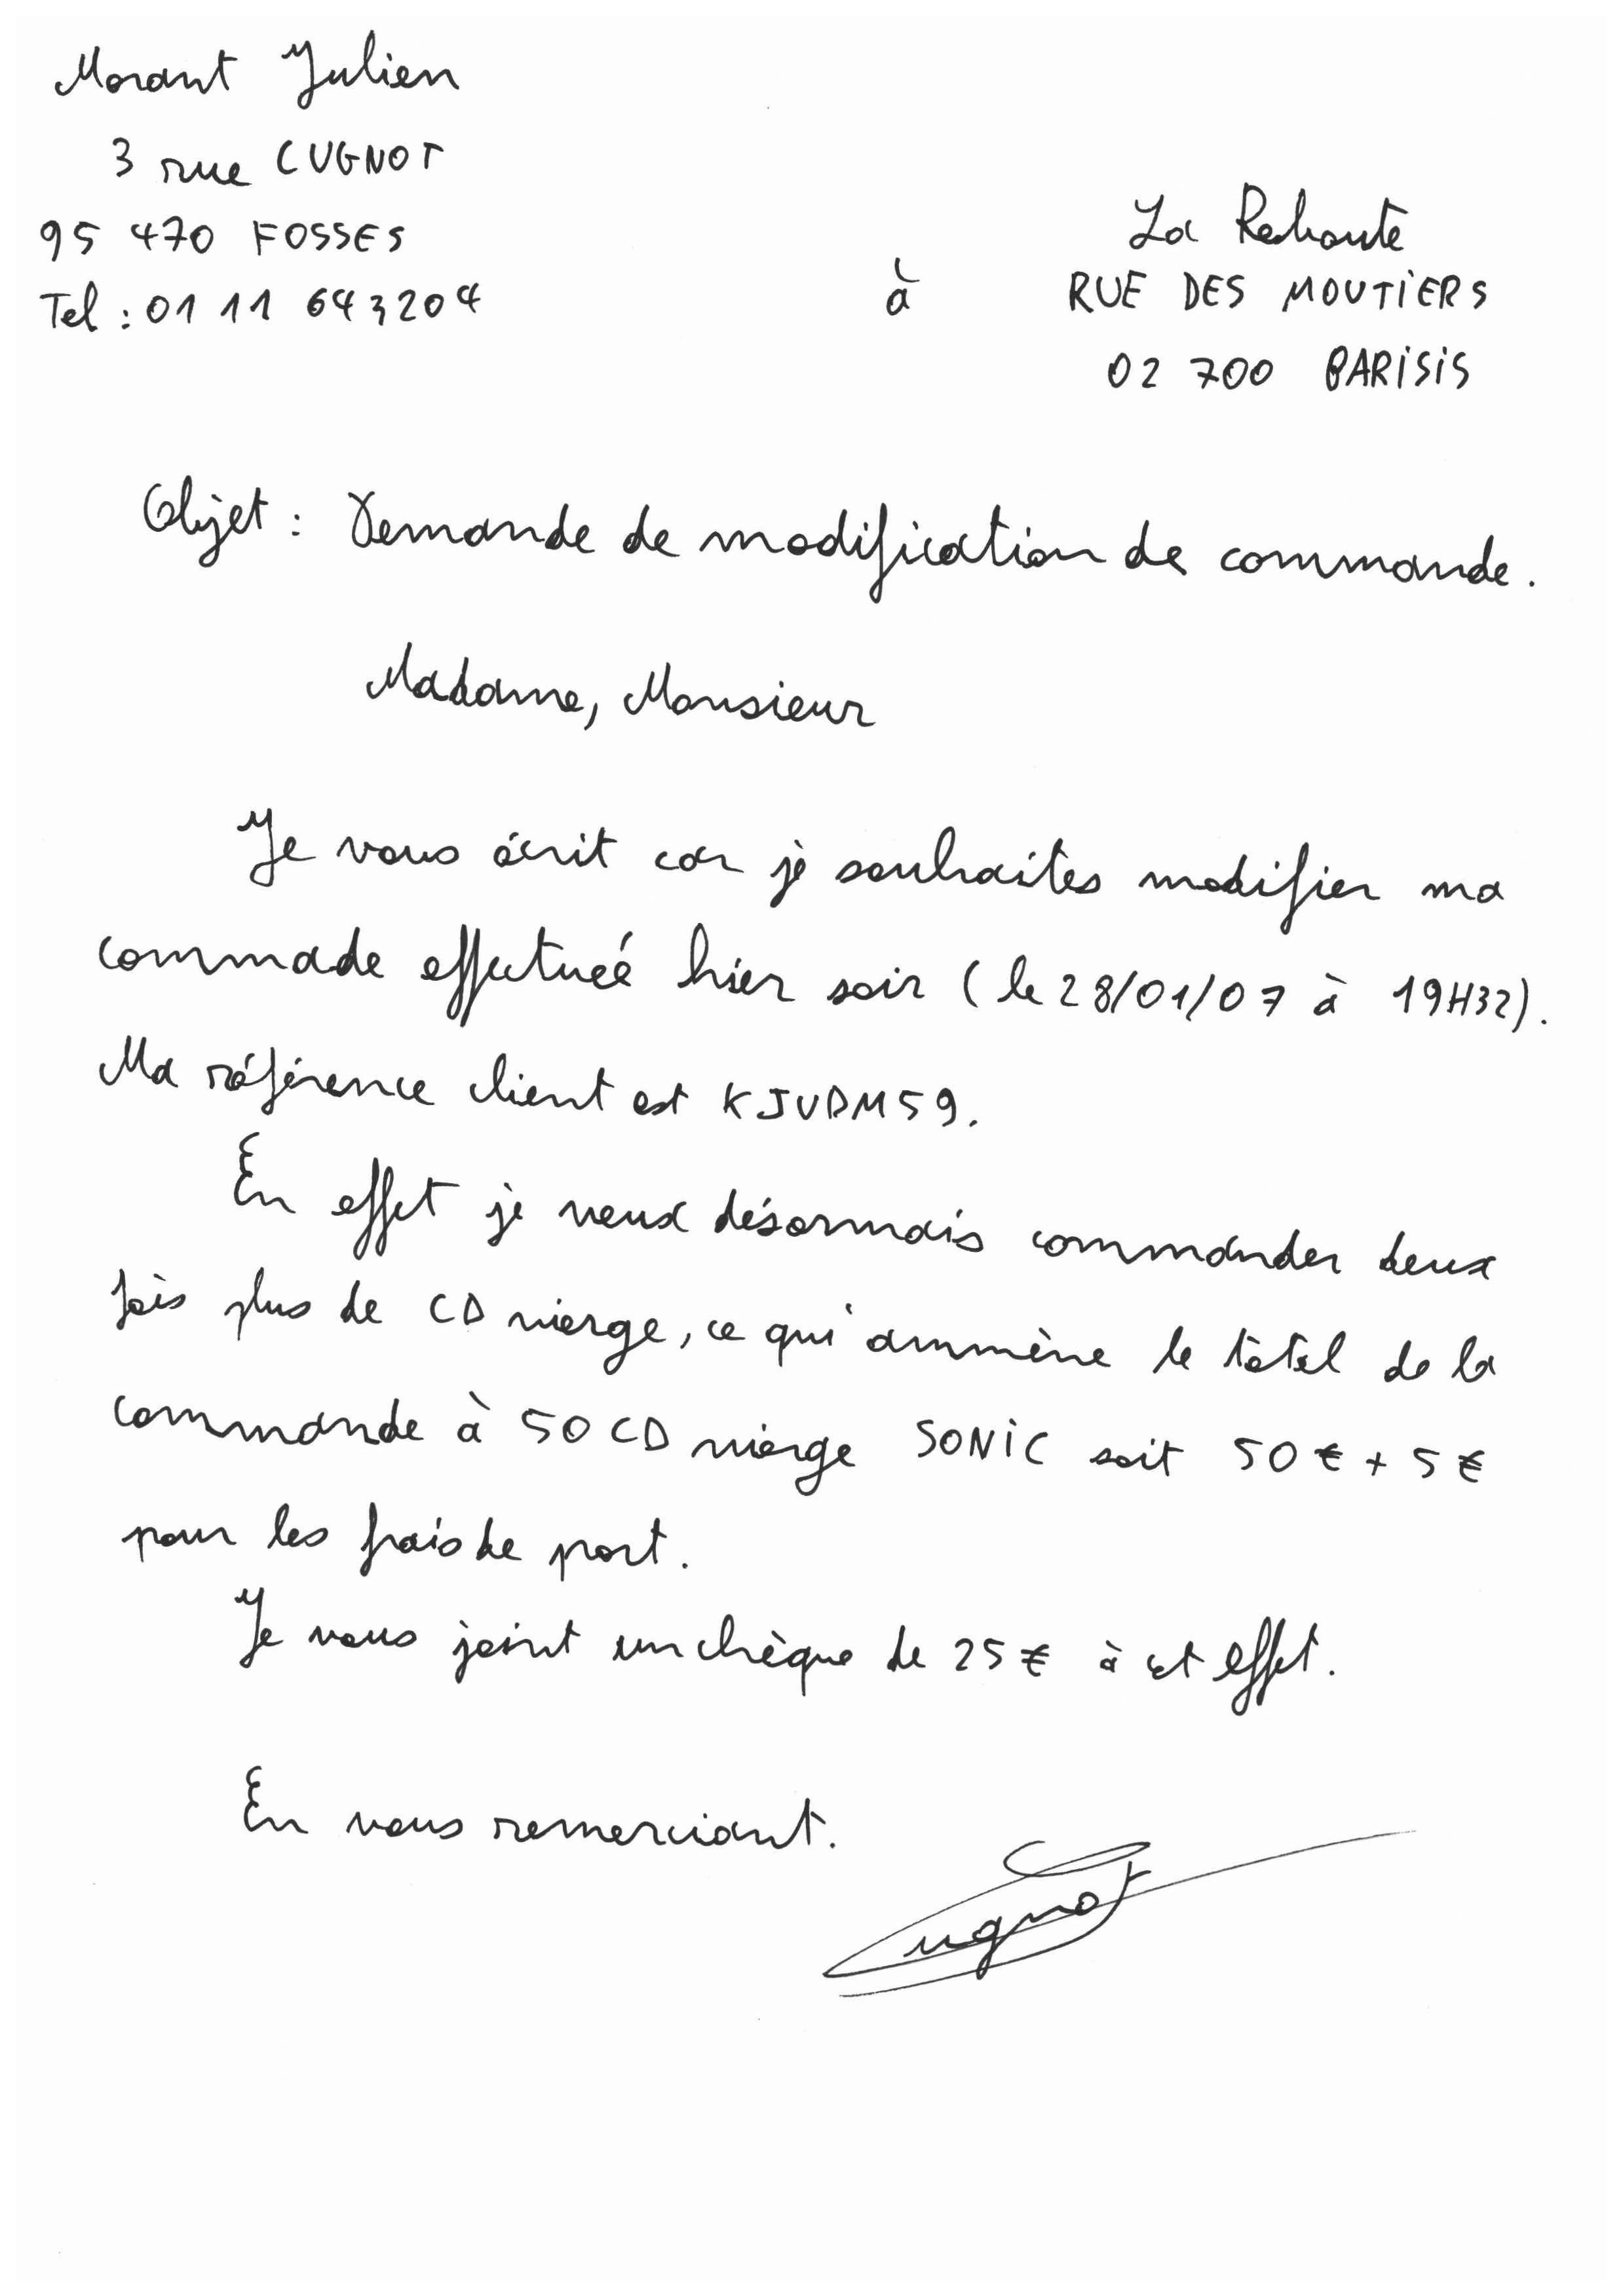 Morant Julien
3 rue CUGNOT
95 470 FOSSES
Tel : 01 11 643204
La Rehoute
à RUE DES MOUTIERS
02 700 BARISIS
Objet : Demande de modification de commande.
Madame, Monsieur
Je vous écrit car je souhaites modifier ma
commade effectuéé hier soir (le 28/01/07 à 19H32).
Ma référence client est KJVDM59.
En effet je veux désormais commander deux
fois plus de CD vierge, ce qui ammène le total de la
commande à 50 CD vierge SONIC soit 50 € + 5 €
pour les frais de port.
Je vous joint un chèque de 25 € à cet effet.
En vous remerciant.
Cugnot